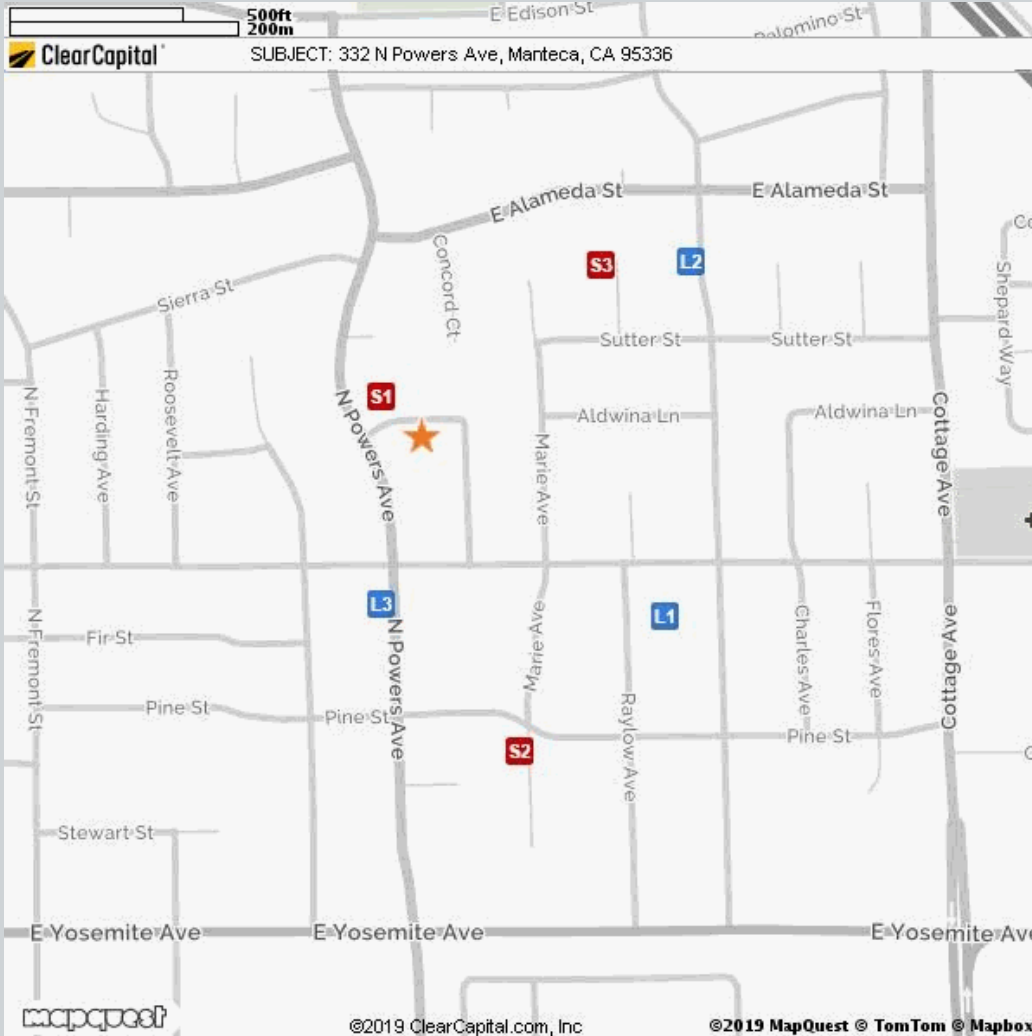 500ft
200m
E Edison St
Palomino St
ClearCapital
SUBJECT: 332 N Powers Ave, Manteca, CA 95336
E Alameda St
E Alameda St
Concord Ct
S3
L2
Sierra St
Shepard Way
Sutter St
Sutter St
S1
N Fremont St
Harding Ave
Roosevelt Ave
N Powers Ave
Marie Ave
Aldwina Ln
Aldwina Ln
Cottage Ave
L3
L1
N Fremont St
Fir St
N Powers Ave
Marie Ave
Charles Ave
Flores Ave
Cottage Ave
Pine St
Pine St
Raylow Ave
Pine St
S2
Stewart St
E Yosemite Ave
E Yosemite Ave
E Yosemite Ave
mapquest
©2019 ClearCapital.com, Inc
©2019 MapQuest © TomTom © Mapbox